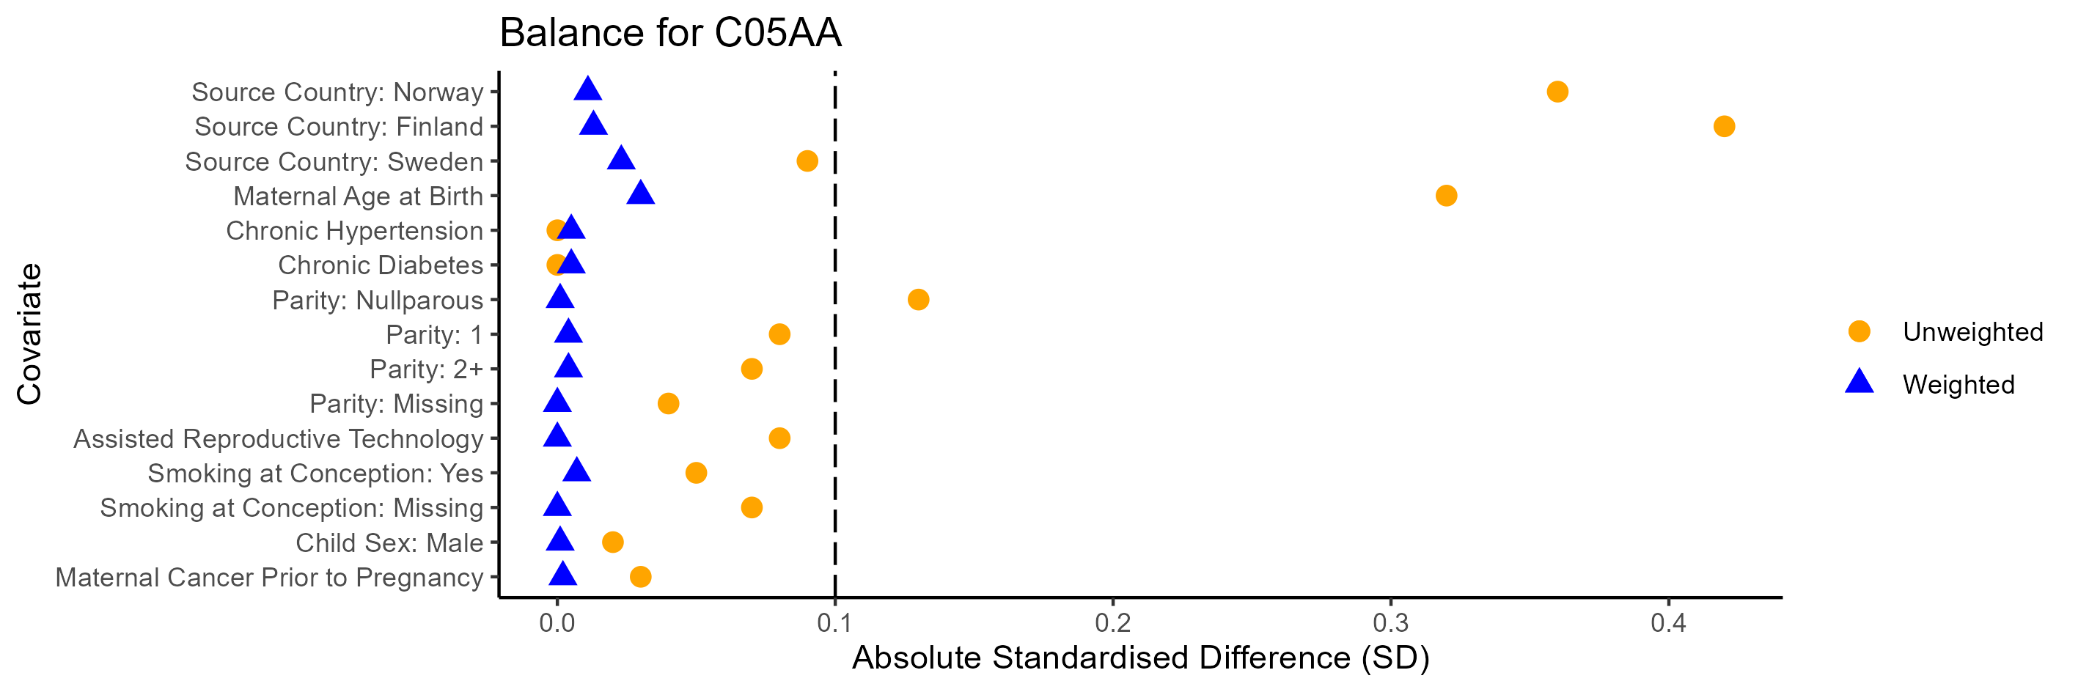 Balance for C05AA
Covariate
Source Country: Norway
Source Country: Finland
Source Country: Sweden
Maternal Age at Birth
Chronic Hypertension
Chronic Diabetes
Parity: Nullparous
Parity: 1
Parity: 2+
Parity: Missing
Assisted Reproductive Technology
Smoking at Conception: Yes
Smoking at Conception: Missing
Child Sex: Male
Maternal Cancer Prior to Pregnancy
0.0 0.1 0.2 0.3 0.4
Absolute Standardised Difference (SD)
Unweighted
Weighted